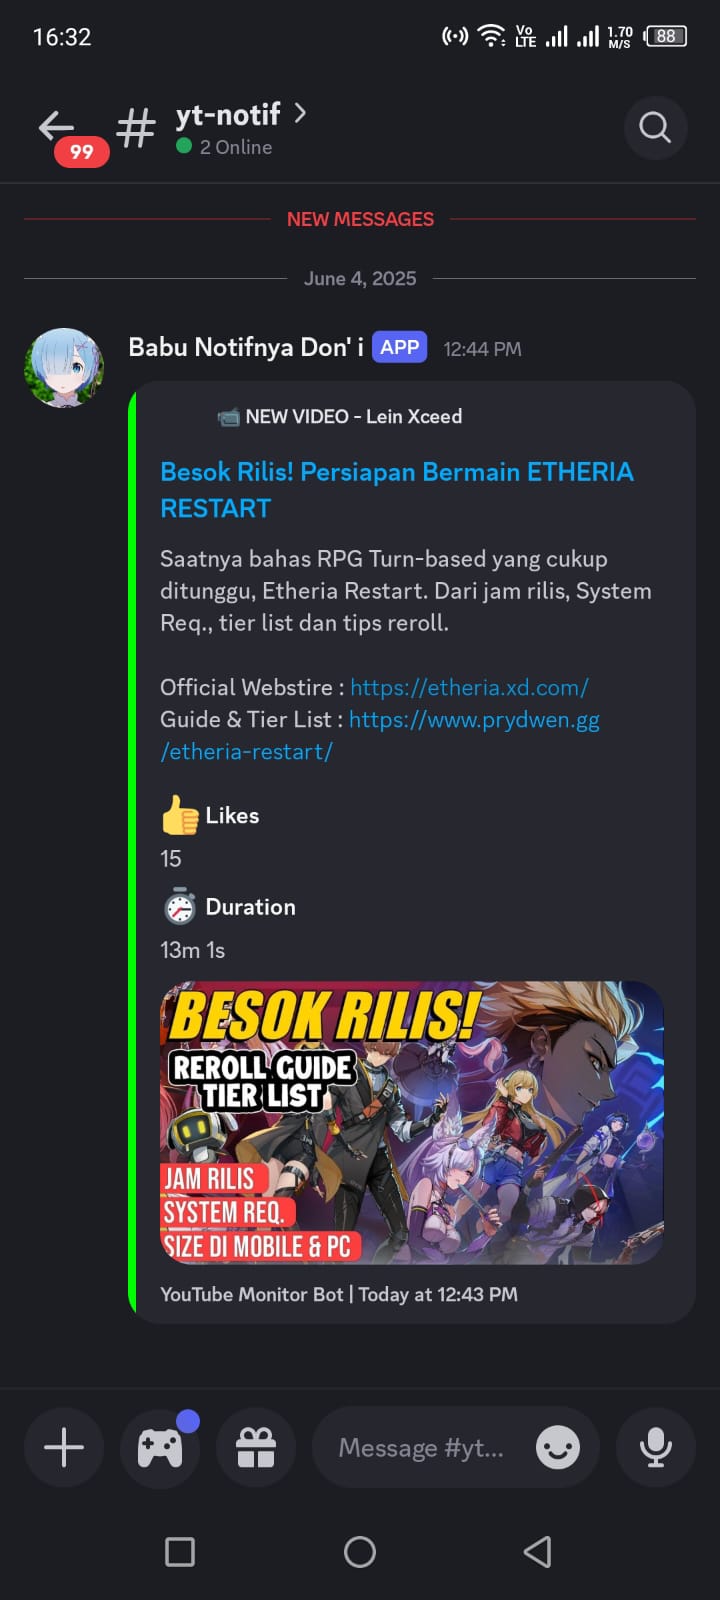 16:32
Vo
LTE
1.70
M/S
88
99
# yt-notif
2 Online
NEW MESSAGES
June 4, 2025
Babu Notifnya Don' i APP 12:44 PM
NEW VIDEO - Lein Xceed
Besok Rilis! Persiapan Bermain ETHERIA
RESTART
Saatnya bahas RPG Turn-based yang cukup
ditunggu, Etheria Restart. Dari jam rilis, System
Req., tier list dan tips reroll.
Official Webstire : https://etheria.xd.com/
Guide & Tier List : https://www.prydwen.gg
/etheria-restart/
Likes
15
Duration
13m 1s
BESOK RILIS!
REROLL GUIDE
TIER LIST
JAM RILIS
SYSTEM REQ.
SIZE DI MOBILE & PC
YouTube Monitor Bot | Today at 12:43 PM
Message #yt...